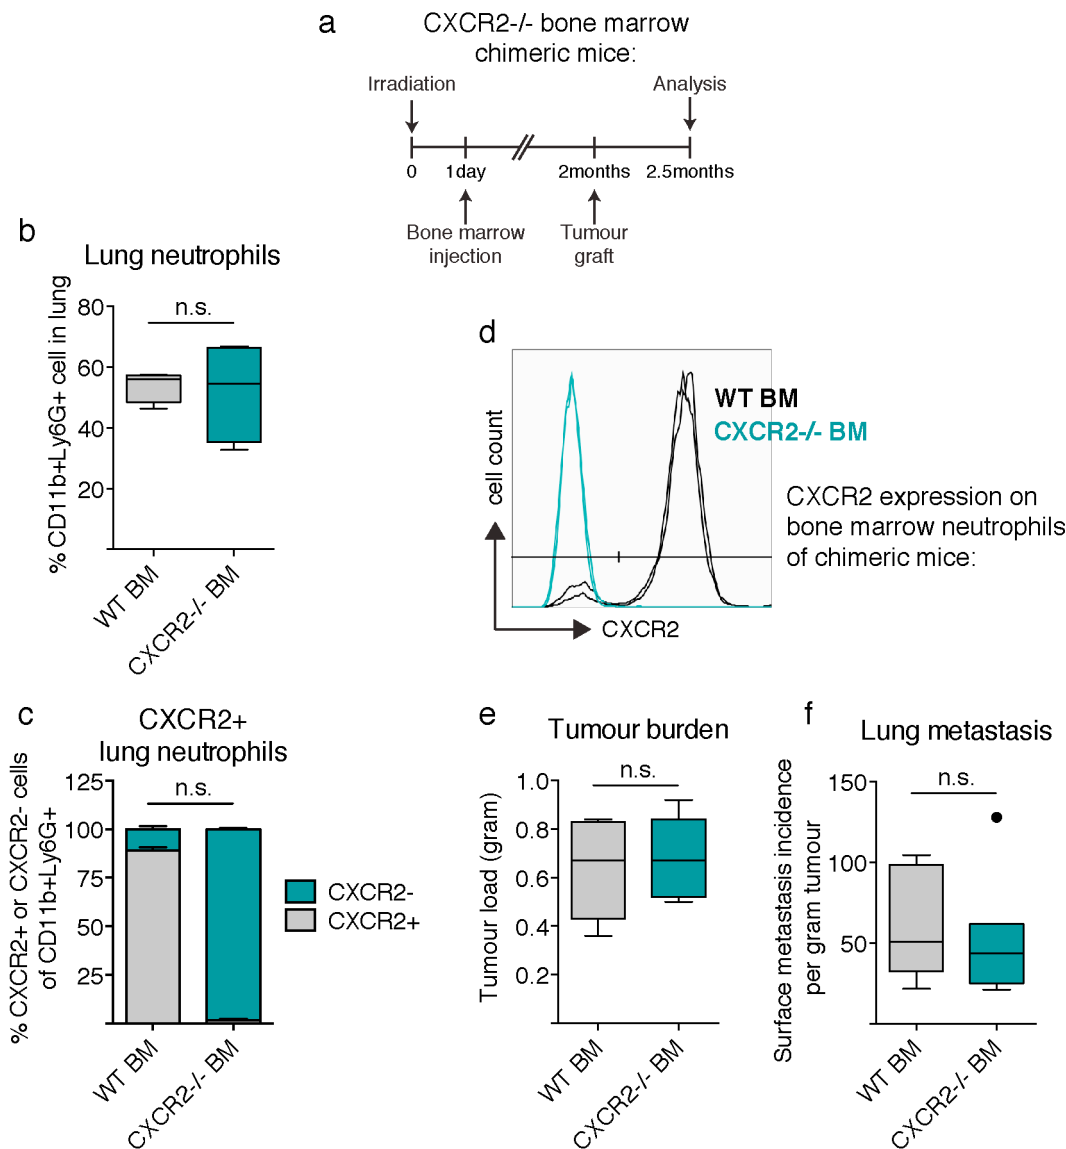 a
CXCR2-/- bone marrow
chimeric mice:
Irradiation
Analysis
0
1day
2months
2.5months
Bone marrow
injection
Tumour
graft
b
Lung neutrophils
n.s.
% CD11b+Ly6G+ cell in lung
80
60
40
20
WT BM
CXCR2-/- BM
d
WT BM
CXCR2-/- BM
cell count
CXCR2
CXCR2 expression on
bone marrow neutrophils
of chimeric mice:
c
CXCR2+
lung neutrophils
n.s.
% CXCR2+ or CXCR2- cells
of CD11b+Ly6G+
125
100
75
50
25
CXCR2-
CXCR2+
WT BM
CXCR2-/- BM
e
Tumour burden
n.s.
Tumour load (gram)
1.0
0.8
0.6
0.4
0.2
WT BM
CXCR2-/- BM
f
Lung metastasis
n.s.
Surface metastasis incidence
per gram tumour
150
100
50
WT BM
CXCR2-/- BM